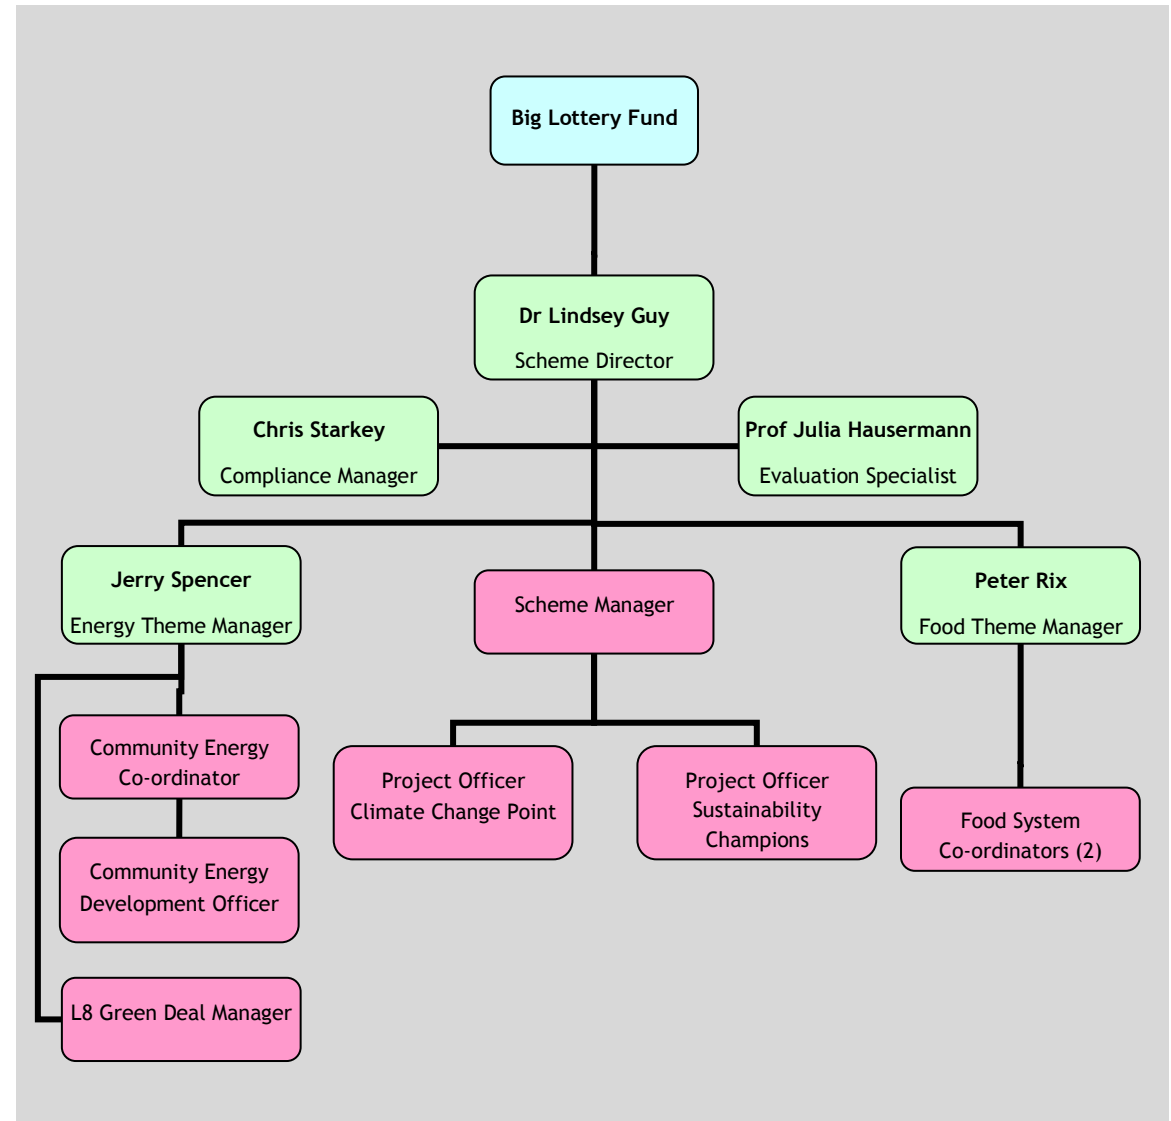 Big Lottery Fund
Dr Lindsey Guy
Scheme Director
Chris Starkey
Compliance Manager
Prof Julia Hausermann
Evaluation Specialist
Jerry Spencer
Energy Theme Manager
Scheme Manager
Peter Rix
Food Theme Manager
Community Energy
Co-ordinator
Community Energy
Development Officer
L8 Green Deal Manager
Project Officer
Climate Change Point
Project Officer
Sustainability
Champions
Food System
Co-ordinators (2)